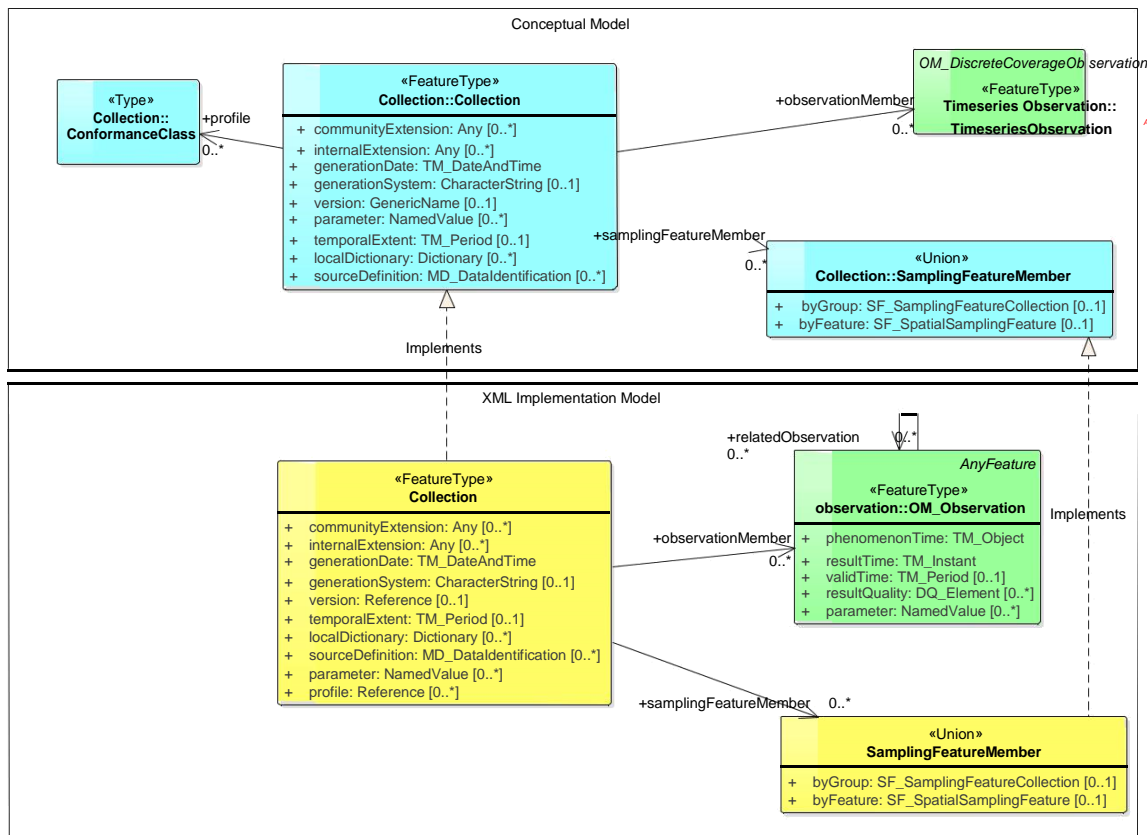 Conceptual Model
«Type»
Collection::
ConformanceClass
+profile
0..*
«FeatureType»
Collection::Collection
+ communityExtension: Any [0..*]
+ internalExtension: Any [0..*]
+ generationDate: TM_DateAndTime
+ generationSystem: CharacterString [0..1]
+ version: GenericName [0..1]
+ parameter: NamedValue [0..*]
+ temporalExtent: TM_Period [0..1]
+ localDictionary: Dictionary [0..*]
+ sourceDefinition: MD_DataIdentification [0..*]
+observationMember
0..*
OM_DiscreteCoverageObservation
«FeatureType»
Timeseries Observation::
TimeseriesObservation
+samplingFeatureMember
0..*
«Union»
Collection::SamplingFeatureMember
+ byGroup: SF_SamplingFeatureCollection [0..1]
+ byFeature: SF_SpatialSamplingFeature [0..1]
Implements
XML Implementation Model
«FeatureType»
Collection
+ communityExtension: Any [0..*]
+ internalExtension: Any [0..*]
+ generationDate: TM_DateAndTime
+ generationSystem: CharacterString [0..1]
+ version: Reference [0..1]
+ temporalExtent: TM_Period [0..1]
+ localDictionary: Dictionary [0..*]
+ sourceDefinition: MD_DataIdentification [0..*]
+ parameter: NamedValue [0..*]
+ profile: Reference [0..*]
+relatedObservation
0..*
0..*
AnyFeature
«FeatureType»
observation::OM_Observation
+ phenomenonTime: TM_Object
+ resultTime: TM_Instant
+ validTime: TM_Period [0..1]
+ resultQuality: DQ_Element [0..*]
+ parameter: NamedValue [0..*]
+observationMember
0..*
Implements
+samplingFeatureMember
0..*
«Union»
SamplingFeatureMember
+ byGroup: SF_SamplingFeatureCollection [0..1]
+ byFeature: SF_SpatialSamplingFeature [0..1]